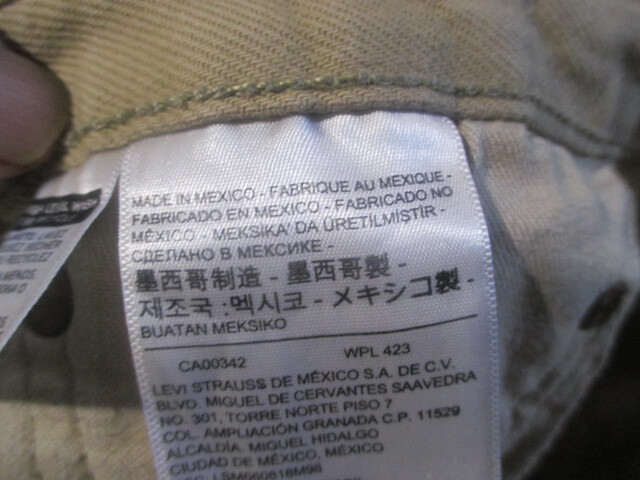 MADE IN MEXICO - FABRIQUE AU MEXIQUE -
FABRICADO EN MEXICO - FABRICADO NO
MÉXICO - MEKSIKA' DA ÜRETİLMİŞTİR -
СДЕЛАНО В МЕКСИКЕ -
墨西哥制造 - 墨西哥製 -
제조국 :멕시코 - メキシコ製 -
BUATAN MEKSIKO
CA00342 WPL 423
LEVI STRAUSS DE MÉXICO S.A. DE C.V.
BLVD. MIGUEL DE CERVANTES SAAVEDRA
NO. 301, TORRE NORTE PISO 7
COL. AMPLIACIÓN GRANADA C.P. 11529
ALCALDÍA. MIGUEL HIDALGO
CIUDAD DE MÉXICO, MÉXICO